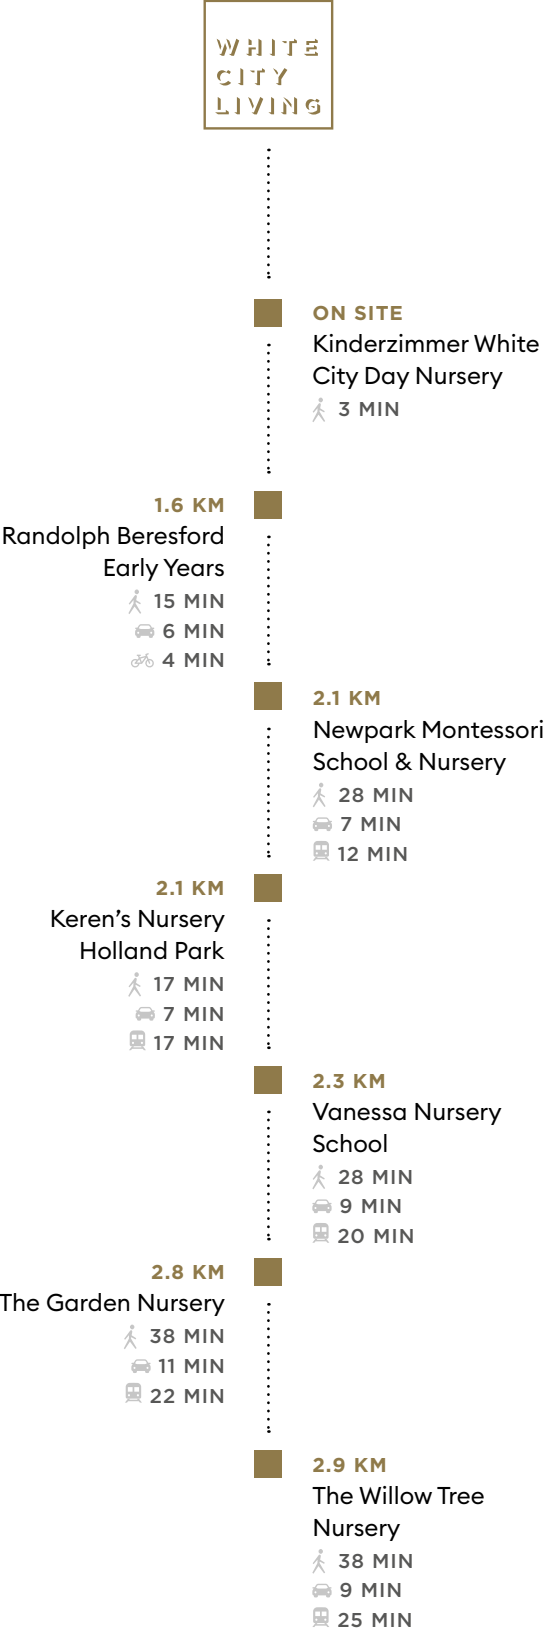 WHITE
CITY
LIVING
ON SITE
Kinderzimmer White
City Day Nursery
3 MIN
1.6 KM
Randolph Beresford
Early Years
15 MIN
6 MIN
4 MIN
2.1 KM
Newpark Montessori
School & Nursery
28 MIN
7 MIN
12 MIN
2.1 KM
Keren’s Nursery
Holland Park
17 MIN
7 MIN
17 MIN
2.3 KM
Vanessa Nursery
School
28 MIN
9 MIN
20 MIN
2.8 KM
The Garden Nursery
38 MIN
11 MIN
22 MIN
2.9 KM
The Willow Tree
Nursery
38 MIN
9 MIN
25 MIN